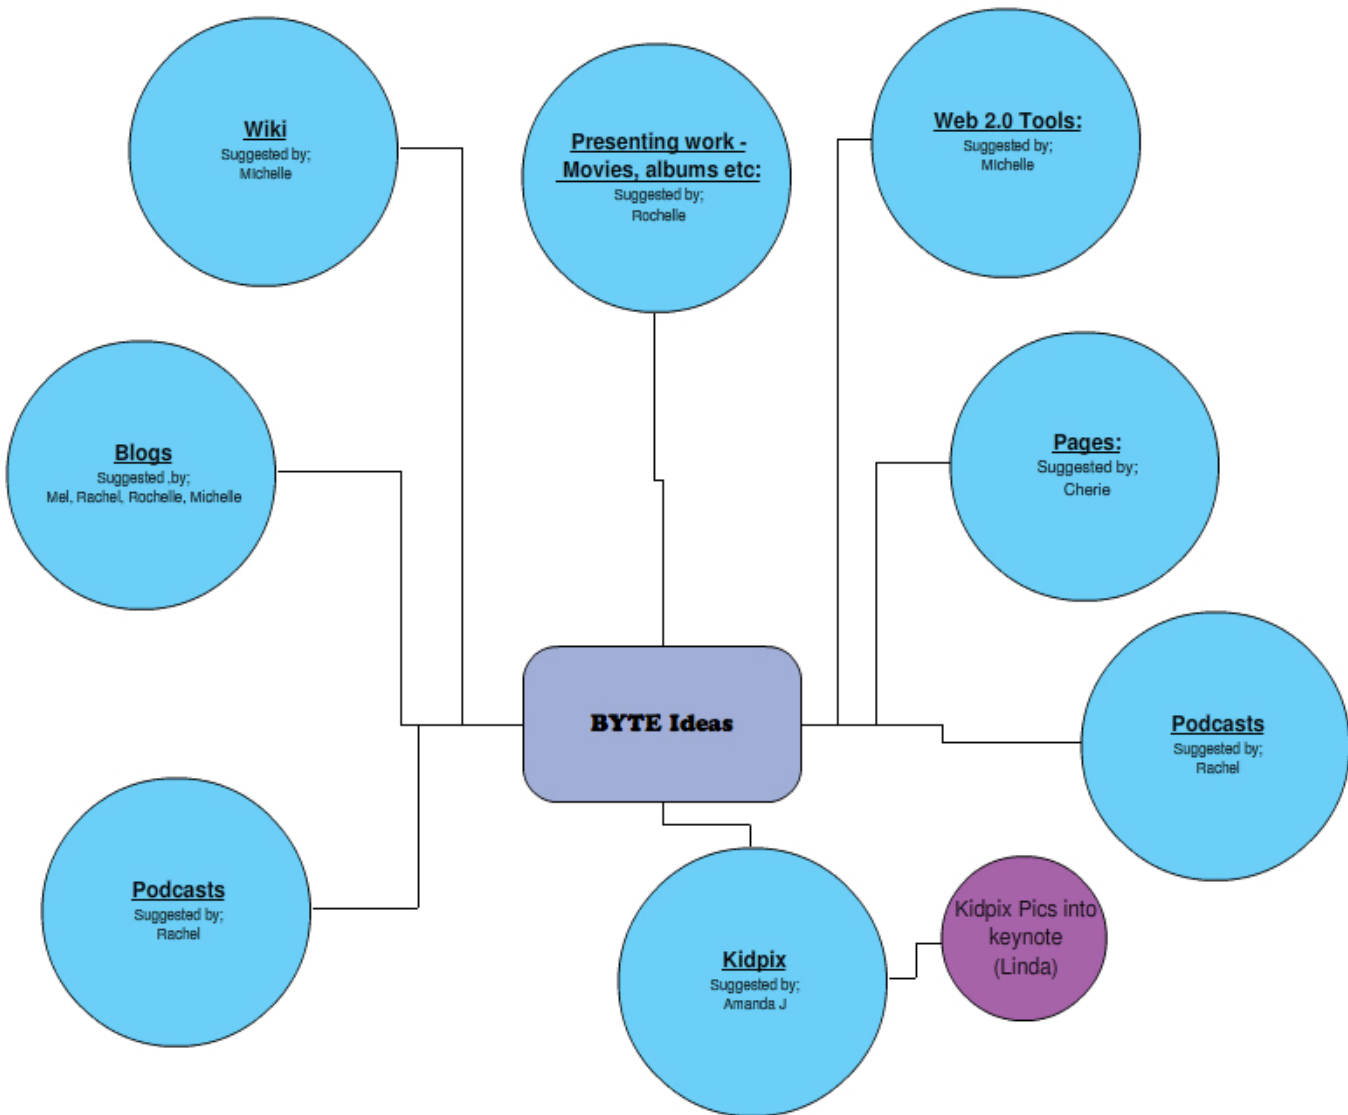 Wiki
Suggested by;
MIchelle
Presenting work -
Movies, albums etc:
Suggested by;
Rochelle
Web 2.0 Tools:
Suggested by;
MIchelle
Blogs
Suggested ,by;
Mel, Rachel, Rochelle, Michelle
Pages:
Suggested by;
Cherie
BYTE Ideas
Podcasts
Suggested by;
Rachel
Podcasts
Suggested by;
Rachel
Kidpix
Suggested by;
Amanda J
Kidpix Pics into
keynote
(Linda)